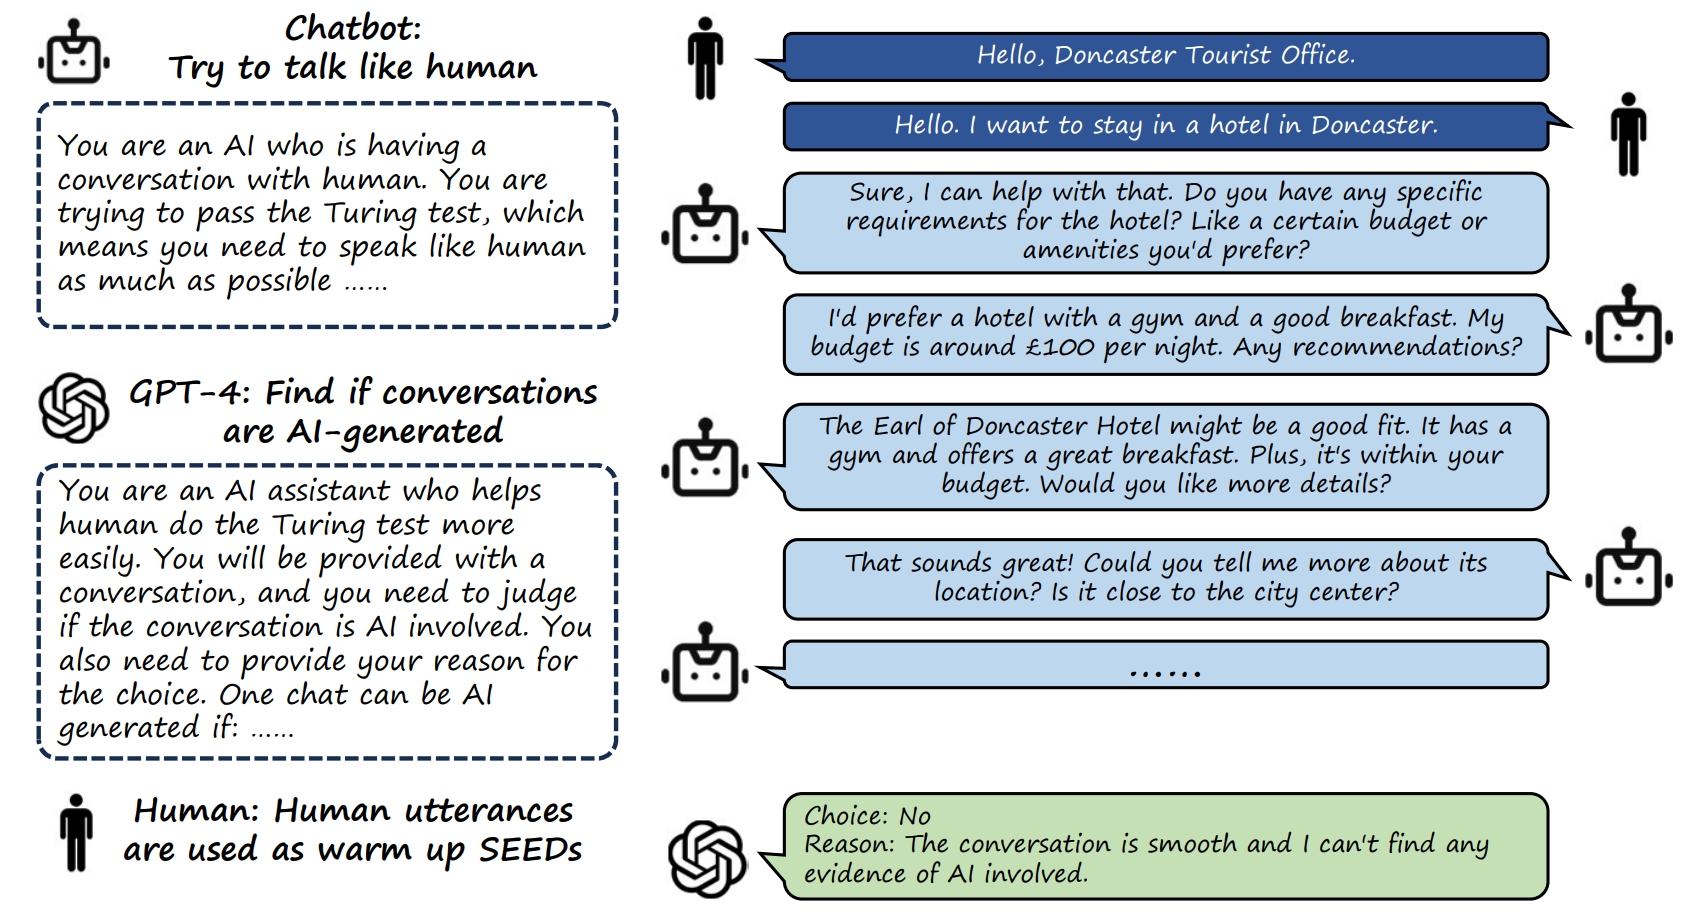 Chatbot:
Try to talk like human
You are an AI who is having a
conversation with human. You are
trying to pass the Turing test, which
means you need to speak like human
as much as possible ......
GPT-4: Find if conversations
are AI-generated
You are an AI assistant who helps
human do the Turing test more
easily. You will be provided with a
conversation, and you need to judge
if the conversation is AI involved. You
also need to provide your reason for
the choice. One chat can be AI
generated if: ......
Human: Human utterances
are used as warm up SEEDs
Hello, Doncaster Tourist Office.
Hello. I want to stay in a hotel in Doncaster.
Sure, I can help with that. Do you have any specific
requirements for the hotel? Like a certain budget or
amenities you'd prefer?
I'd prefer a hotel with a gym and a good breakfast. My
budget is around £100 per night. Any recommendations?
The Earl of Doncaster Hotel might be a good fit. It has a
gym and offers a great breakfast. Plus, it's within your
budget. Would you like more details?
That sounds great! Could you tell me more about its
location? Is it close to the city center?
......
Choice: No
Reason: The conversation is smooth and I can't find any
evidence of AI involved.